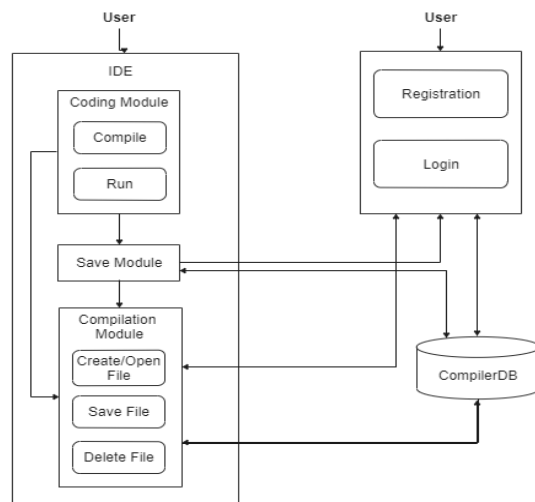 User
User
IDE
Coding Module
Compile
Run
Registration
Login
Save Module
Compilation
Module
Create/Open
File
Save File
Delete File
CompilerDB